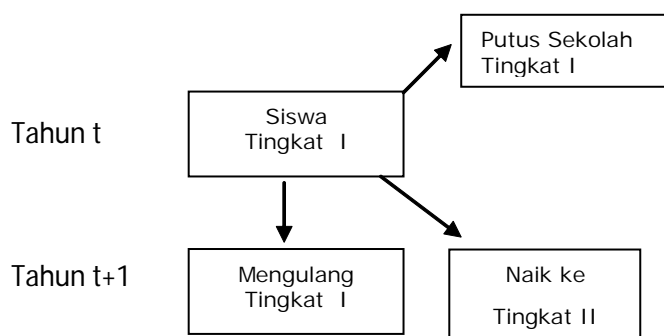 Putus Sekolah
Tingkat I
Tahun t
Siswa
Tingkat I
Tahun t+1
Mengulang
Tingkat I
Naik ke
Tingkat II